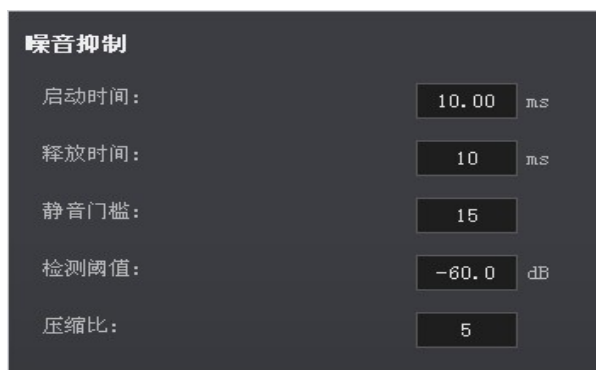 噪音抑制
启动时间: 10.00 ms
释放时间: 10 ms
静音门槛: 15
检测阈值: -60.0 dB
压缩比: 5